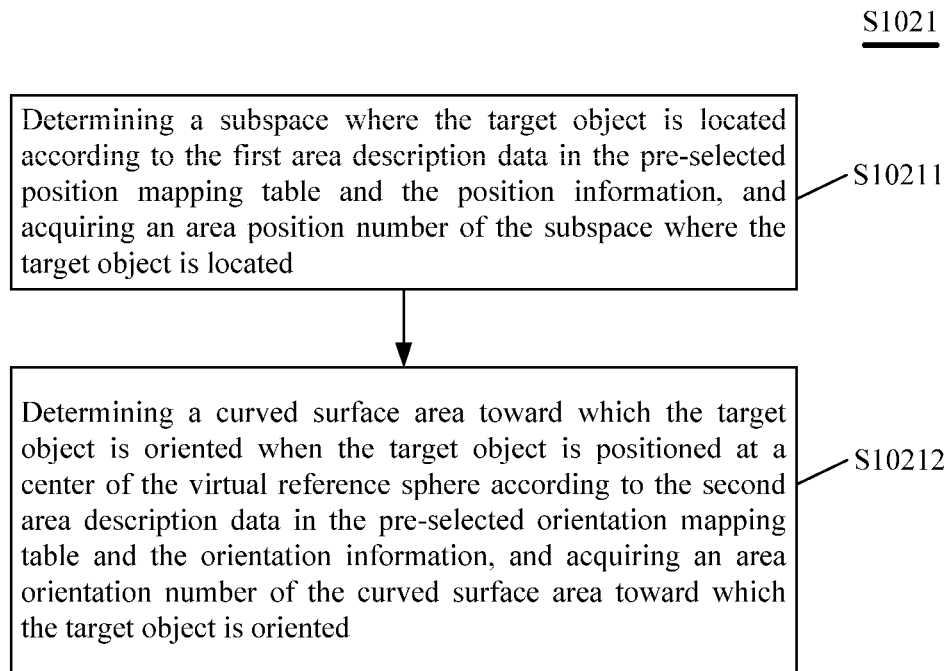 S1021
Determining a subspace where the target object is located
according to the first area description data in the pre-selected
position mapping table and the position information, and
acquiring an area position number of the subspace where the
target object is located
S10211
Determining a curved surface area toward which the target
object is oriented when the target object is positioned at a
center of the virtual reference sphere according to the second
area description data in the pre-selected orientation mapping
table and the orientation information, and acquiring an area
orientation number of the curved surface area toward which
the target object is oriented
S10212